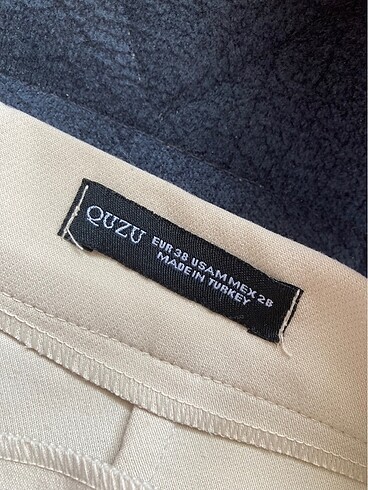 QUZU
EUR 38 USAM MEX 28
MADE IN TURKEY